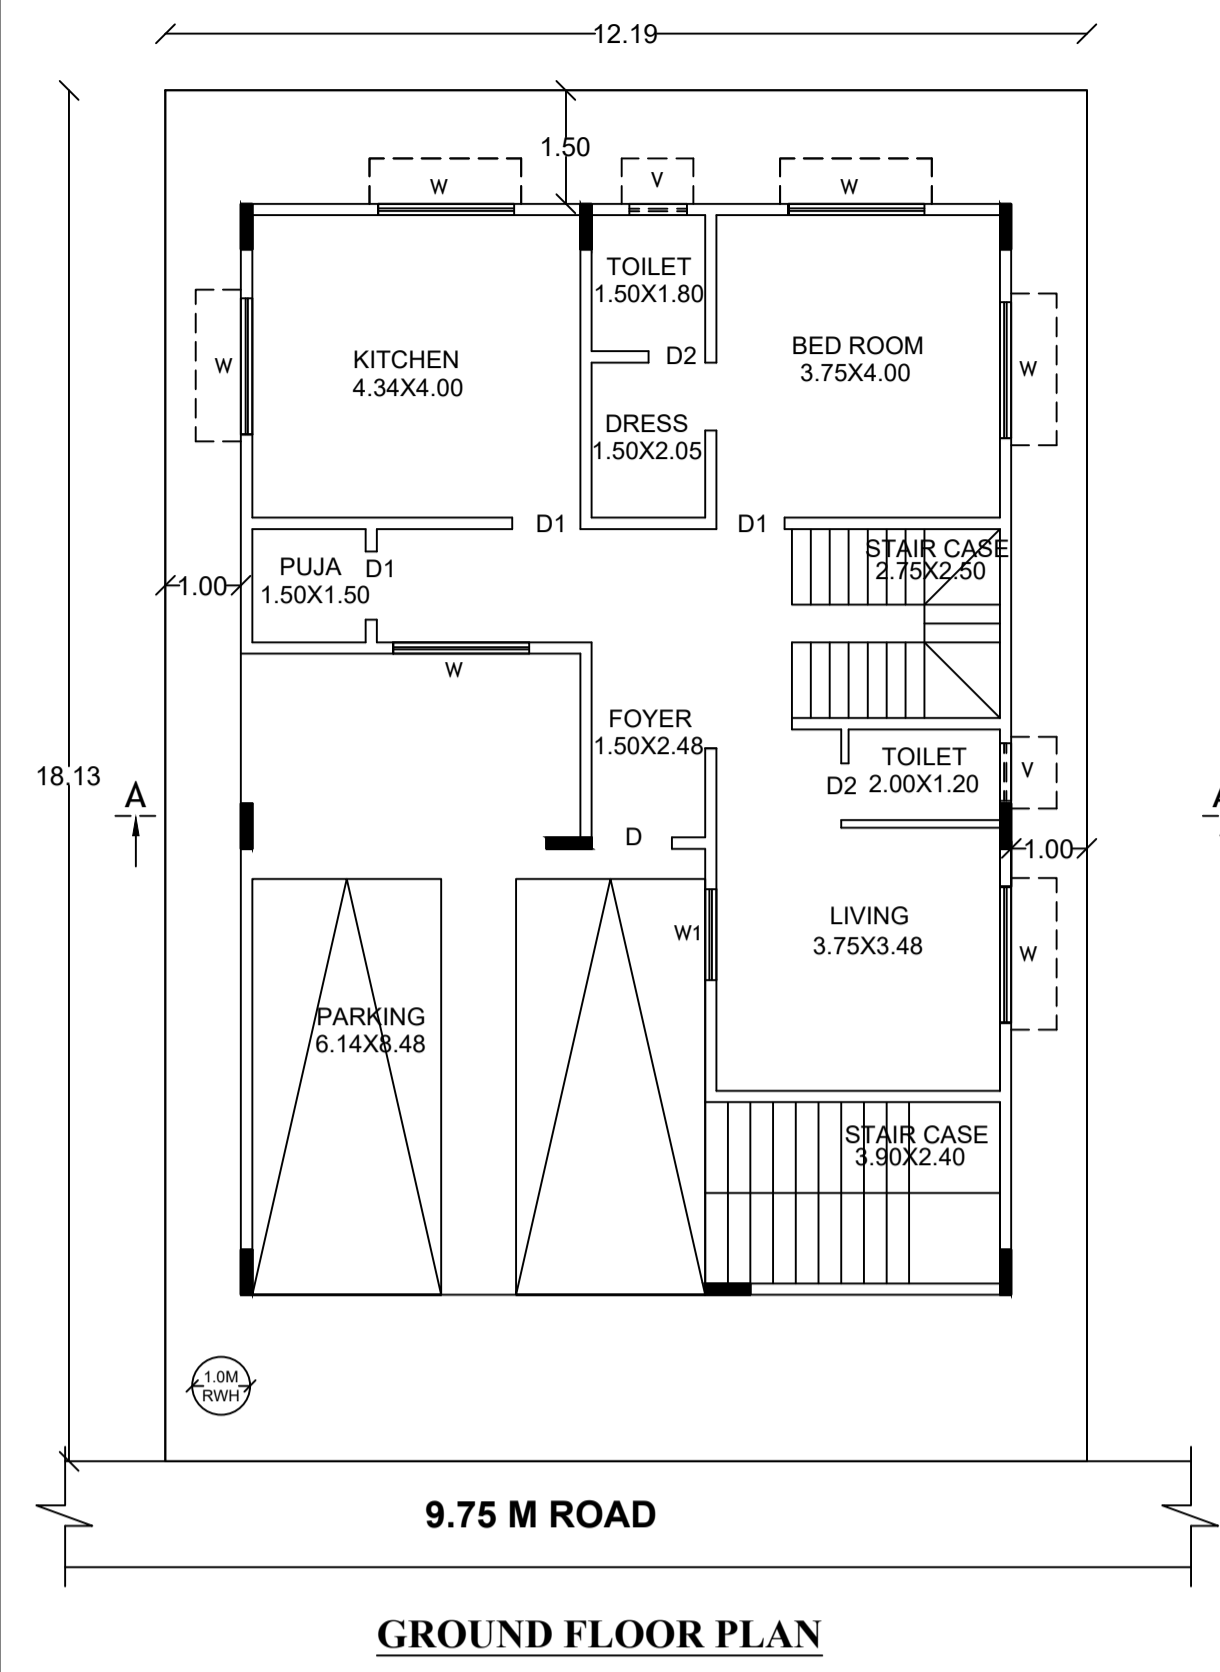 12.19
1.50
W
V
W
TOILET
1.50X1.80
W
KITCHEN
4.34X4.00
D2
BED ROOM
3.75X4.00
W
DRESS
1.50X2.05
D1
D1
STAIR CASE
2.75X2.50
PUJA
1.50X1.50
D1
1.00
W
FOYER
1.50X2.48
18.13
A
TOILET
2.00X1.20
D2
V
A
D
1.00
W1
LIVING
3.75X3.48
W
PARKING
6.14X8.48
STAIR CASE
3.90X2.40
1.0M
RWH
9.75 M ROAD
GROUND FLOOR PLAN